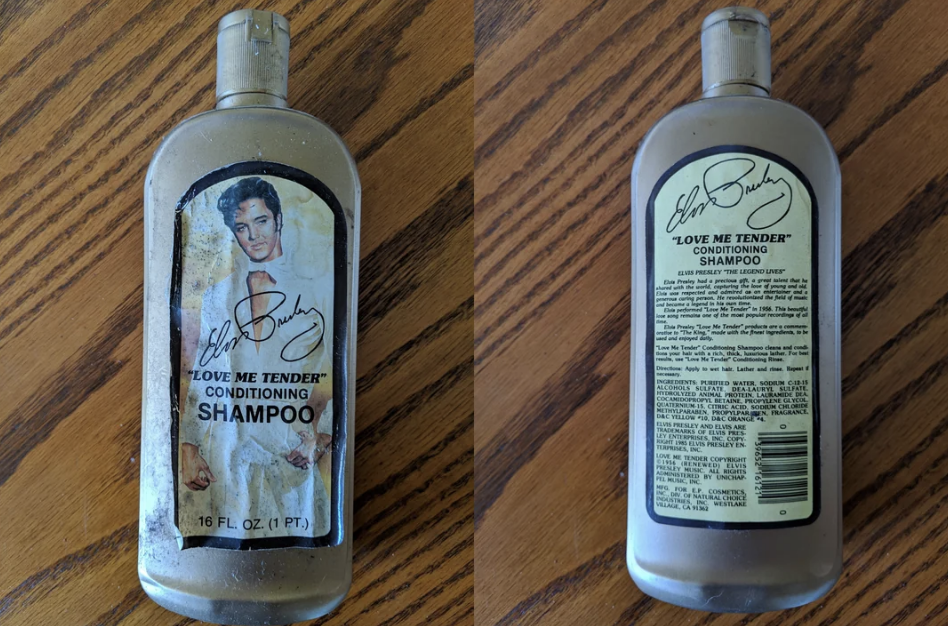 Elvis Presley
"LOVE ME TENDER"
CONDITIONING
SHAMPOO
16 FL. OZ. (1 PT.)
Elvis Presley
"LOVE ME TENDER"
CONDITIONING
SHAMPOO
ELVIS PRESLEY "THE LEGEND LIVES"
Elvis Presley had a precious gift, a great talent that he
shared with the world, capturing the love of young and old.
Elvis was respected and admired as an entertainer and a
generous caring person. He revolutionized the field of music
and became a legend in his own time.
Elvis performed "Love Me Tender" in 1956. This beautiful
love song remains one of the most popular recordings of all
time.
Elvis Presley "Love Me Tender" products are a commem-
orative to "The King," made with the finest ingredients, to be
used and enjoyed daily.
"Love Me Tender" Conditioning Shampoo cleans and condi-
tions your hair with a rich, thick, luxurious lather. For best
results, use "Love Me Tender" Conditioning Rinse.
Directions: Apply to wet hair. Lather and rinse. Repeat if
necessary.
INGREDIENTS: PURIFIED WATER, SODIUM C-12-15
ALCOHOLS SULFATE, DEA-LAURYL SULFATE,
HYDROLYZED ANIMAL PROTEIN, LAURAMIDE DEA,
COCAMIDOPROPYL BETAINE, PROPYLENE GLYCOL,
QUATERNIUM-15, CITRIC ACID, SODIUM CHLORIDE
METHYLPARABEN, PROPYLPARABEN, FRAGRANCE,
D&C YELLOW #10, D&C ORANGE #4.
ELVIS PRESLEY AND ELVIS ARE
TRADEMARKS OF ELVIS PRES-
LEY ENTERPRISES, INC. COPY-
RIGHT 1985 ELVIS PRESLEY EN-
TERPRISES, INC.
LOVE ME TENDER COPYRIGHT
©1956 (RENEWED) ELVIS
PRESLEY MUSIC. ALL RIGHTS
ADMINISTERED BY UNICHAP-
PEL MUSIC, INC.
MFG. FOR E.P. COSMETICS,
INC. DIV. OF NATURAL CHOICE
INDUSTRIES, INC. WESTLAKE
VILLAGE, CA 91362